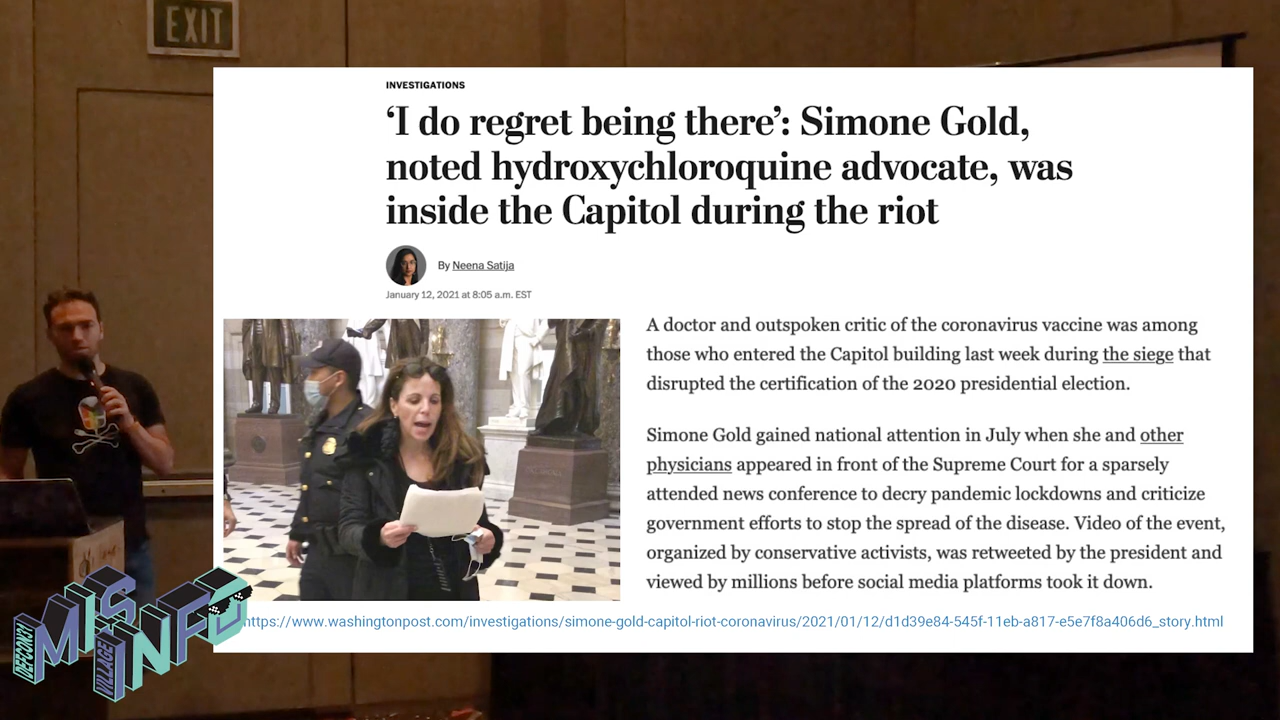 EXIT
INVESTIGATIONS
‘I do regret being there’: Simone Gold,
noted hydroxychloroquine advocate, was
inside the Capitol during the riot
By Neena Satija
January 12, 2021 at 8:05 a.m. EST
A doctor and outspoken critic of the coronavirus vaccine was among
those who entered the Capitol building last week during the siege that
disrupted the certification of the 2020 presidential election.
Simone Gold gained national attention in July when she and other
physicians appeared in front of the Supreme Court for a sparsely
attended news conference to decry pandemic lockdowns and criticize
government efforts to stop the spread of the disease. Video of the event,
organized by conservative activists, was retweeted by the president and
viewed by millions before social media platforms took it down.
https://www.washingtonpost.com/investigations/simone-gold-capitol-riot-coronavirus/2021/01/12/d1d39e84-545f-11eb-a817-e5e7f8a406d6_story.html
DEFCON31
MIS
INFO
VILLAGE